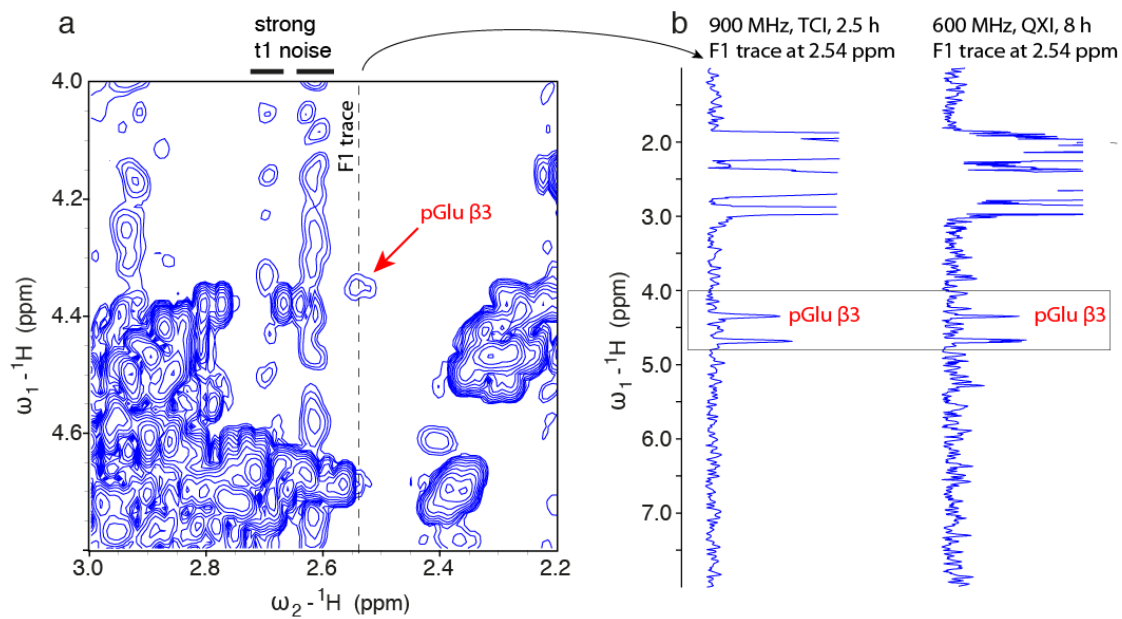 a
strong
t1 noise
F1 trace
4.0
4.2
4.4
4.6
ω1 - 1H (ppm)
pGlu β3
3.0
2.8
2.6
2.4
2.2
ω2 - 1H (ppm)
b
900 MHz, TCI, 2.5 h
F1 trace at 2.54 ppm
600 MHz, QXI, 8 h
F1 trace at 2.54 ppm
2.0
3.0
4.0
5.0
6.0
7.0
ω1 - 1H (ppm)
pGlu β3
pGlu β3